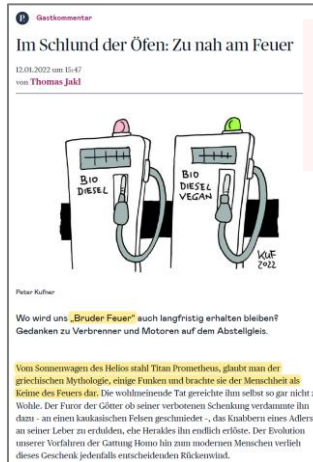 P Gastkommentar
Im Schlund der Öfen: Zu nah am Feuer
12.01.2022 um 15:47
von Thomas Jakl
BIO
DIESEL
BIO
DIESEL
VEGAN
KUF
2022
Peter Kufner
Wo wird uns „Bruder Feuer“ auch langfristig erhalten bleiben?
Gedanken zu Verbrenner und Motoren auf dem Abstellgleis.
Vom Sonnenwagen des Helios stahl Titan Prometheus, glaubt man der
griechischen Mythologie, einige Funken und brachte sie der Menschheit als
Keime des Feuers dar. Die wohlmeinende Tat gereichte ihm selbst so gar nicht
Wohle. Der Furor der Götter ob seiner verbotenen Schenkung verdammte ihn
dazu – an einen kaukasischen Felsen geschmiedet -, das Knabbern eines Adlers
an seiner Leber zu erdulden, ehe Herakles ihn endlich erlöste. Der Evolution
unserer Vorfahren der Gattung Homo hin zum modernen Menschen verlieh
dieses Geschenk jedenfalls entscheidenden Rückenwind.